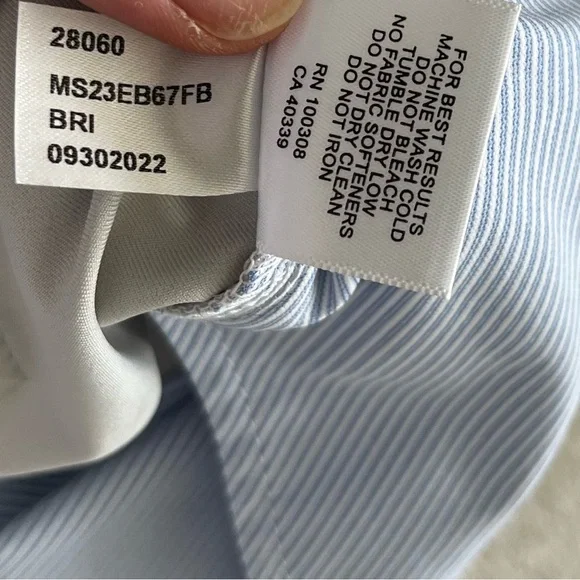 28060
MS23EB67FB
BRI
09302022
FOR BEST RESULTS
MACHINE WASH COLD
DO NOT BLEACH
TUMBLE DRY LOW
NO FABRIC SOFTENERS
DO NOT DRY CLEAN
DO NOT IRON
RN 100308
CA 40339